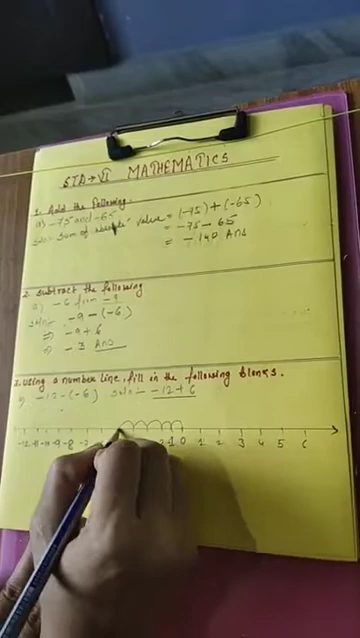 STD → VI MATHEMATICS
1. Add the following.
a) -75 and -65
Soln: Sum of absolute value = (-75) + (-65)
= -75 - 65
= -140 Ans
2. Subtract the following
a) -6 from -9
Soln: -9 - (-6)
⇒ -9 + 6
⇒ -3 Ans
3. Using a number line, fill in the following blanks.
-12 - (-6) Soln: -12 + 6
-12 -11 -8 -2 -1 0 1 2 3 4 5 6